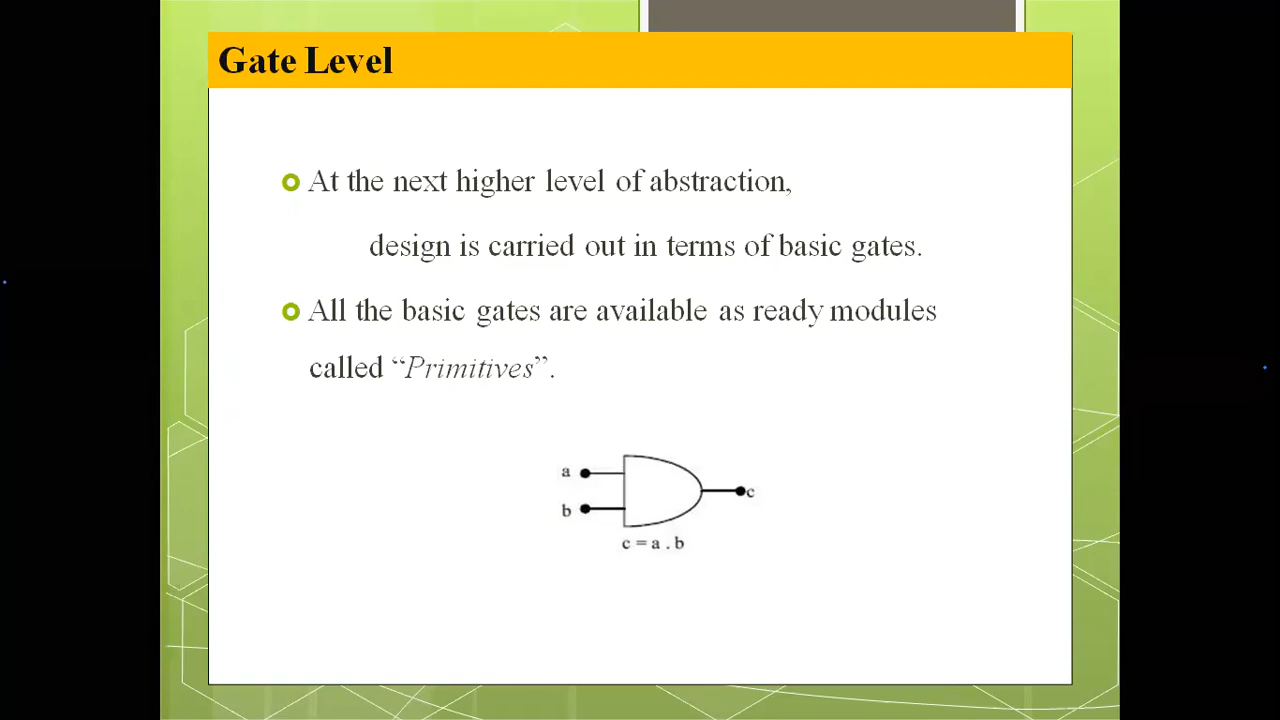 Gate Level
At the next higher level of abstraction,
design is carried out in terms of basic gates.
All the basic gates are available as ready modules
called “Primitives”.
a
b
c
c = a . b